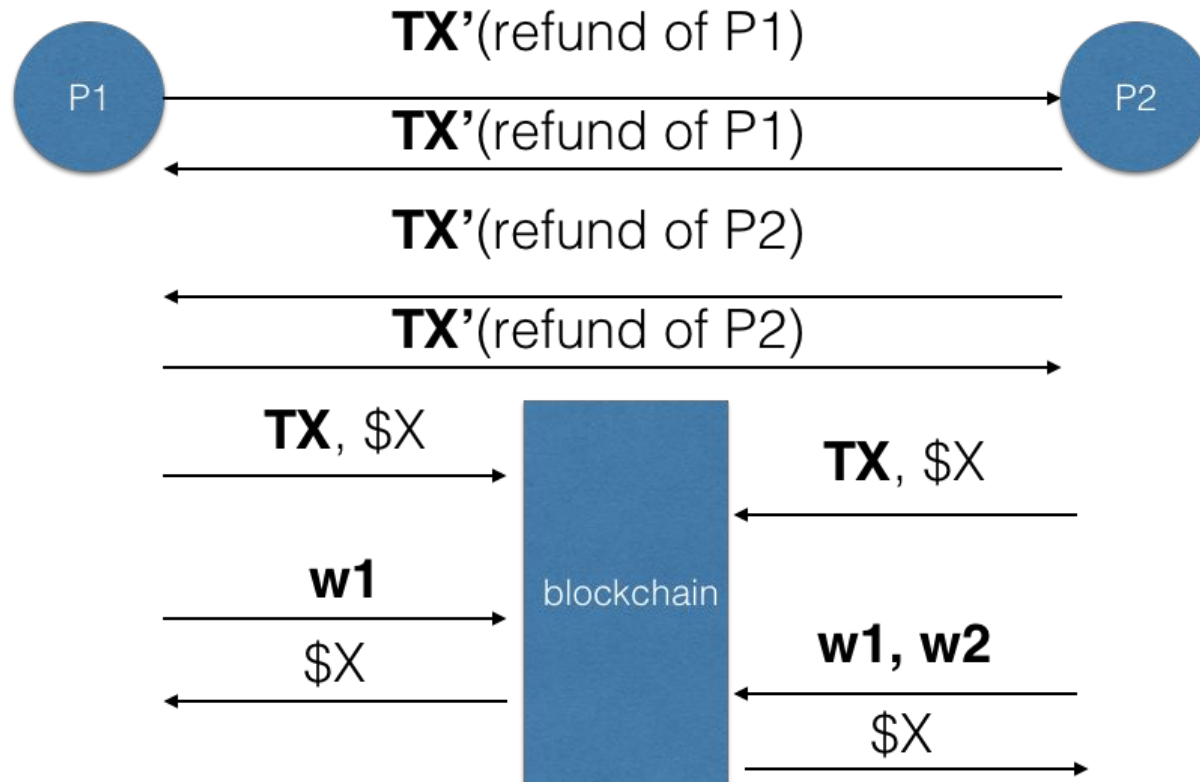 TX’(refund of P1)
P1
P2
TX’(refund of P1)
TX’(refund of P2)
TX’(refund of P2)
TX, $X
TX, $X
w1
blockchain
w1, w2
$X
$X